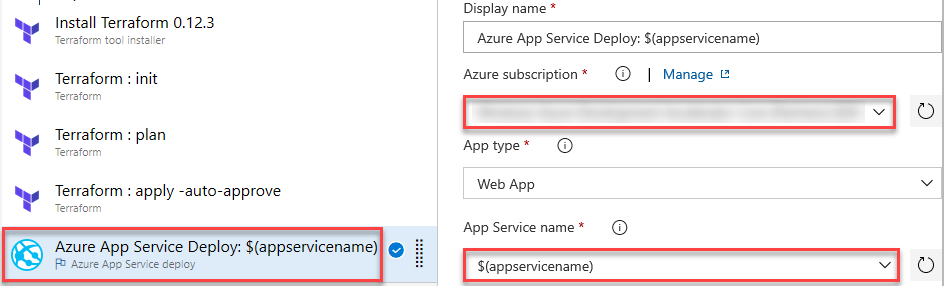 Install Terraform 0.12.3
Terraform tool installer
Terraform : init
Terraform
Terraform : plan
Terraform
Terraform : apply -auto-approve
Terraform
Azure App Service Deploy: $(appservicename)
Azure App Service deploy
Display name *
Azure App Service Deploy: $(appservicename)
Azure subscription * | Manage
App type *
Web App
App Service name *
$(appservicename)